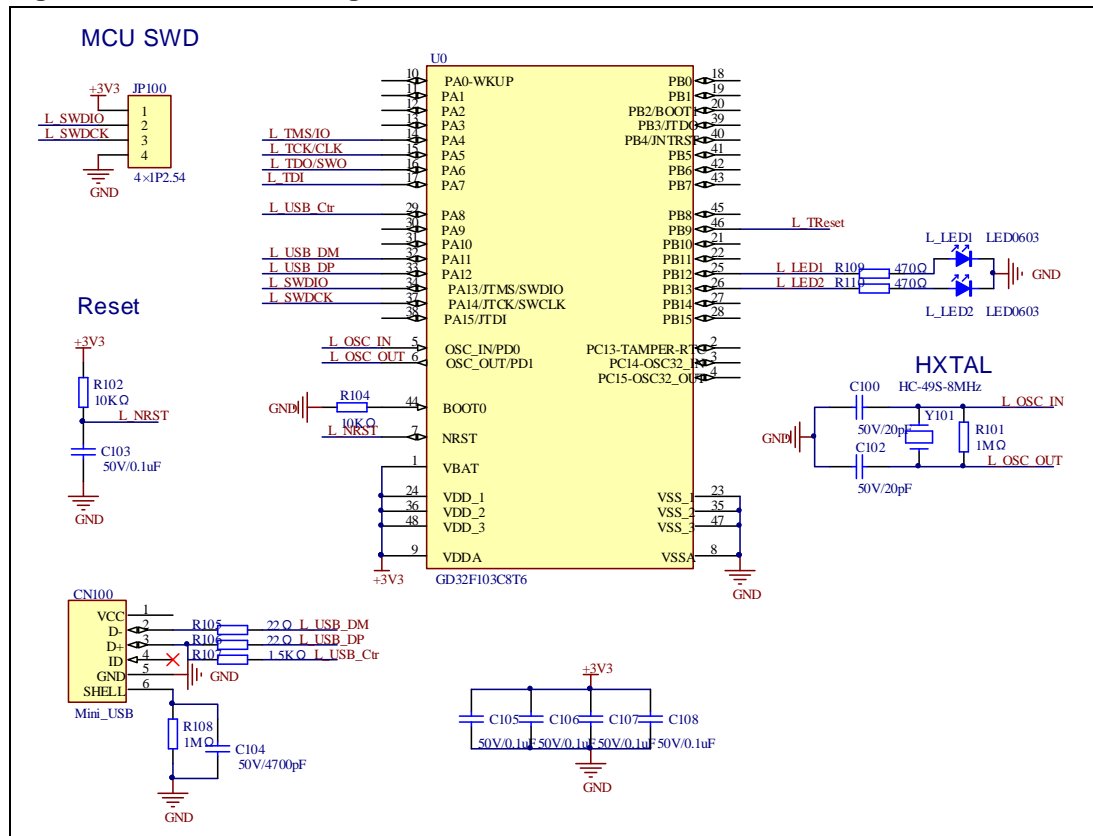 MCU SWD
JP100
+3V3
1
L_SWDIO 2
L_SWDCK 3
4
GND
4×1P2.54
Reset
+3V3
R102
10KΩ
L_NRST
C103
50V/0.1uF
GND
U0
10 PA0-WKUP
11 PA1
12 PA2
13 PA3
L_TMS/IO 14 PA4
L_TCK/CLK 15 PA5
L_TDO/SWO 16 PA6
L_TDI 17 PA7
L_USB_Ctr 29 PA8
30 PA9
31 PA10
L_USB_DM 32 PA11
L_USB_DP 33 PA12
L_SWDIO 34 PA13/JTMS/SWDIO
L_SWDCK 37 PA14/JTCK/SWCLK
38 PA15/JTDI
L_OSC_IN 5 OSC_IN/PD0
L_OSC_OUT 6 OSC_OUT/PD1
GND R104 10KΩ 44 BOOT0
L_NRST 7 NRST
1 VBAT
24 VDD_1
36 VDD_2
48 VDD_3
9 VDDA
+3V3
GD32F103C8T6
PB0 18
PB1 19
PB2/BOOT1 20
PB3/JTDO 39
PB4/JNTRST 40
PB5 41
PB6 42
PB7 43
PB8 45
PB9 46 L_TReset
PB10 21
PB11 22
PB12 25 L_LED1 R109 470Ω
PB13 26 L_LED2 R110 470Ω
PB14 27
PB15 28
PC13-TAMPER-RTC 2
PC14-OSC32_IN 3
PC15-OSC32_OUT 4
VSS_1 23
VSS_2 35
VSS_3 47
VSSA 8
GND
L_LED1 LED0603
GND
L_LED2 LED0603
HXTAL
HC-49S-8MHz
C100
50V/20pF
Y101
L_OSC_IN
R101
1MΩ
GND
C102
50V/20pF
L_OSC_OUT
CN100
VCC 1
D- 2 R105 22Ω L_USB_DM
D+ 3 R106 22Ω L_USB_DP
ID 4 R107 1.5KΩ L_USB_Ctr
GND 5 GND
SHELL 6
Mini_USB
R108
1MΩ
C104
50V/4700pF
GND
+3V3
C105 C106 C107 C108
50V/0.1uF 50V/0.1uF 50V/0.1uF 50V/0.1uF
GND